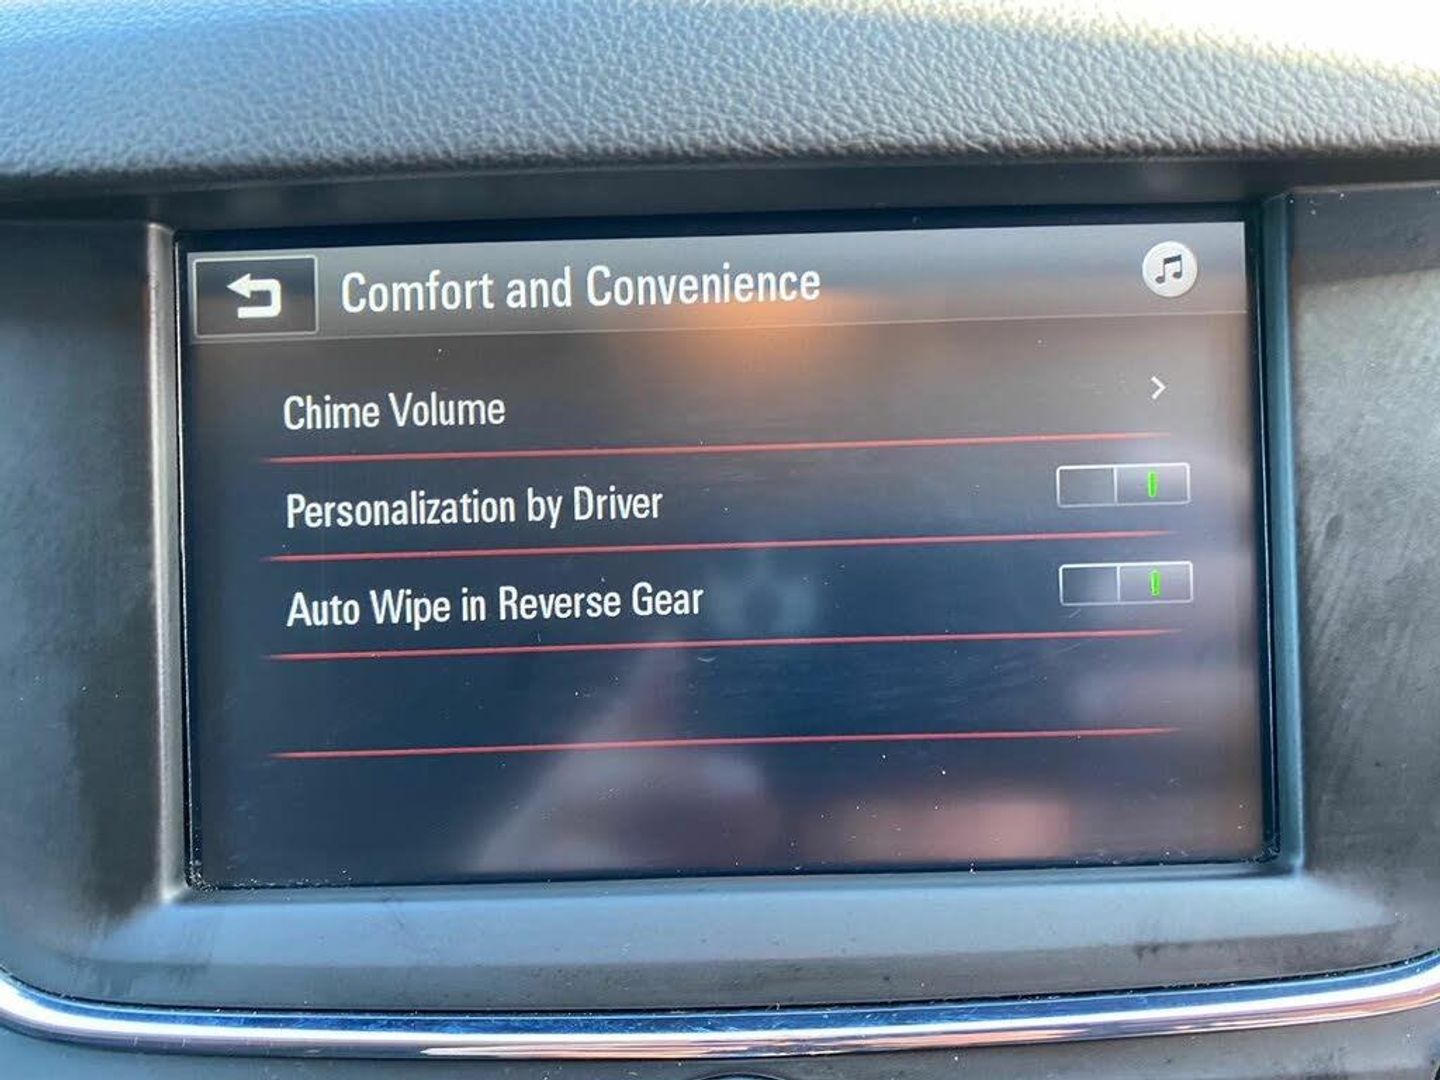 Comfort and Convenience
Chime Volume
Personalization by Driver
Auto Wipe in Reverse Gear